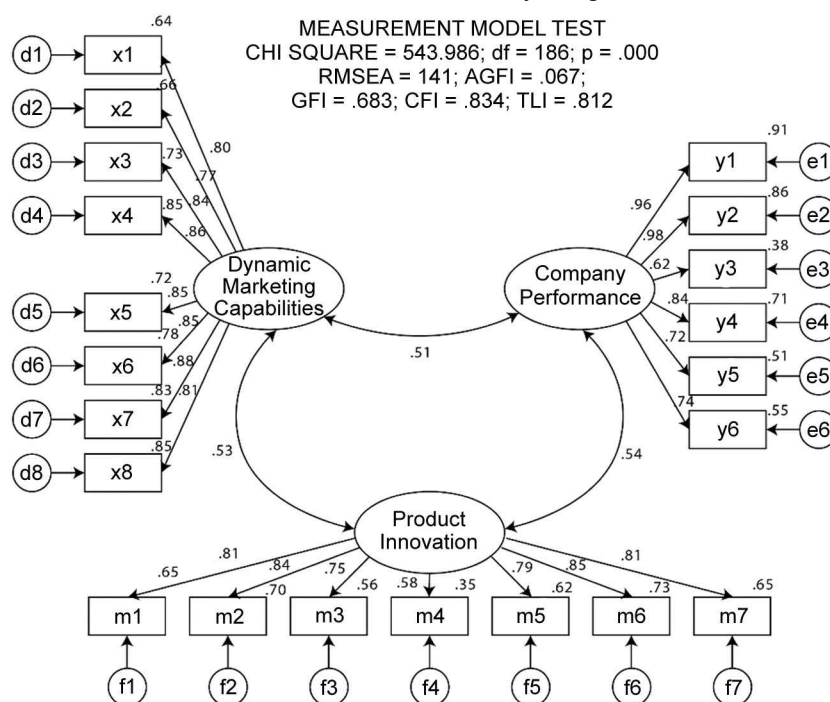 MEASUREMENT MODEL TEST
CHI SQUARE = 543.986; df = 186; p = .000
RMSEA = 141; AGFI = .067;
GFI = .683; CFI = .834; TLI = .812
.64
d1 x1
.66
d2 x2
.80
.73
d3 x3
.77
.84
.85
d4 x4
.86
Dynamic
Marketing
Capabilities
.72
.85
d5 x5
.85
.78
d6 x6
.88
.83
.81
d7 x7
.85
d8 x8
.91
y1 e1
.96
.86
y2 e2
.98
.38
y3 e3
.62
Company
Performance
.84
.71
y4 e4
.72
.51
y5 e5
.74
.55
y6 e6
.51
.53
.54
Product
Innovation
.81 .84 .75 .58 .79 .85 .81
.65 .70 .56 .35 .62 .73 .65
m1 m2 m3 m4 m5 m6 m7
f1 f2 f3 f4 f5 f6 f7